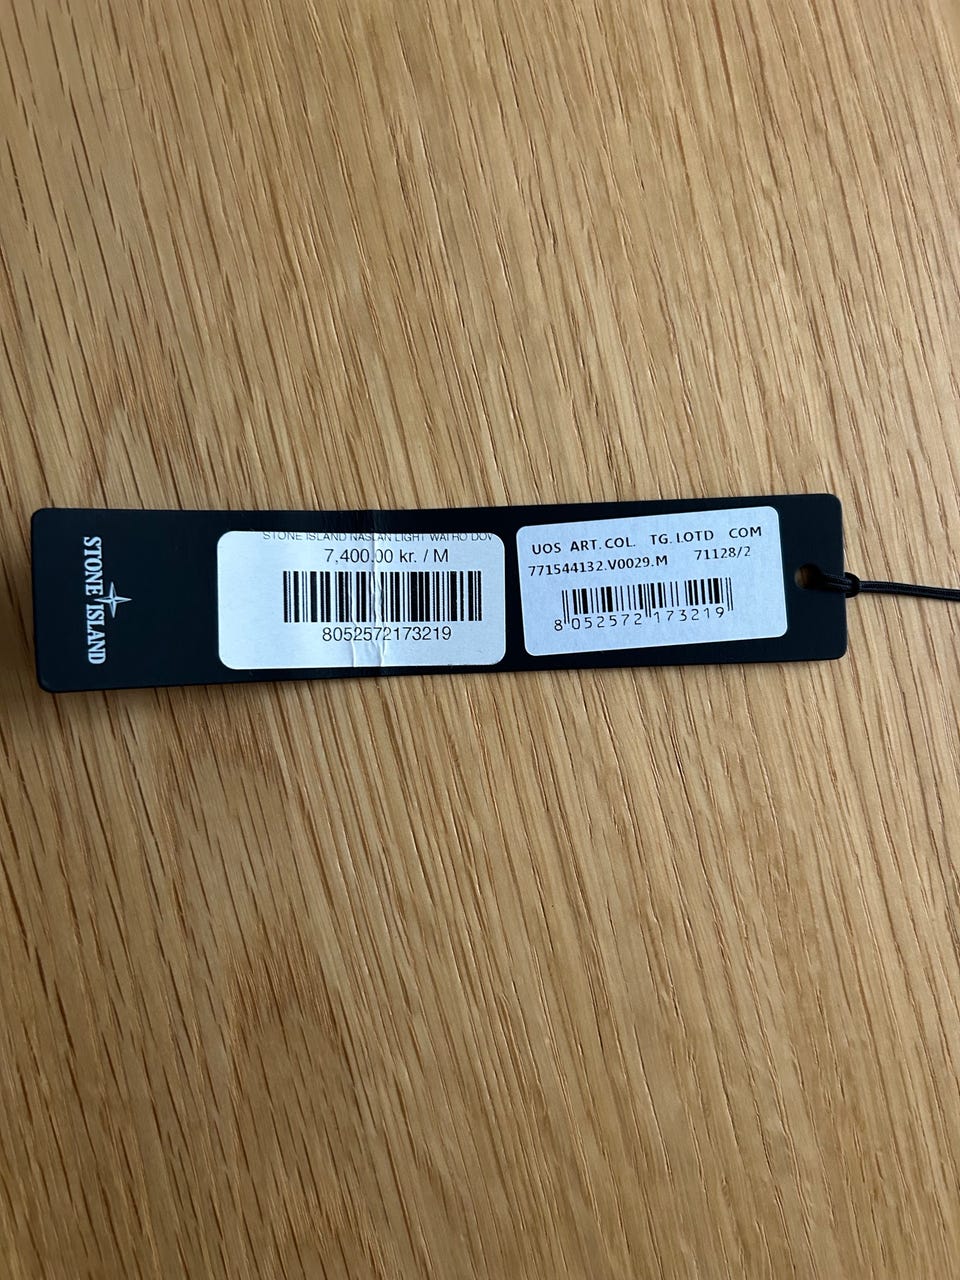 STONE ISLAND
STONE ISLAND NASLAN LIGHT WATRO DOW
7,400.00 kr. / M
8052572173219
UOS ART.COL. TG.LOTD COM
771544132.V0029.M 71128/2
8 052572 173219